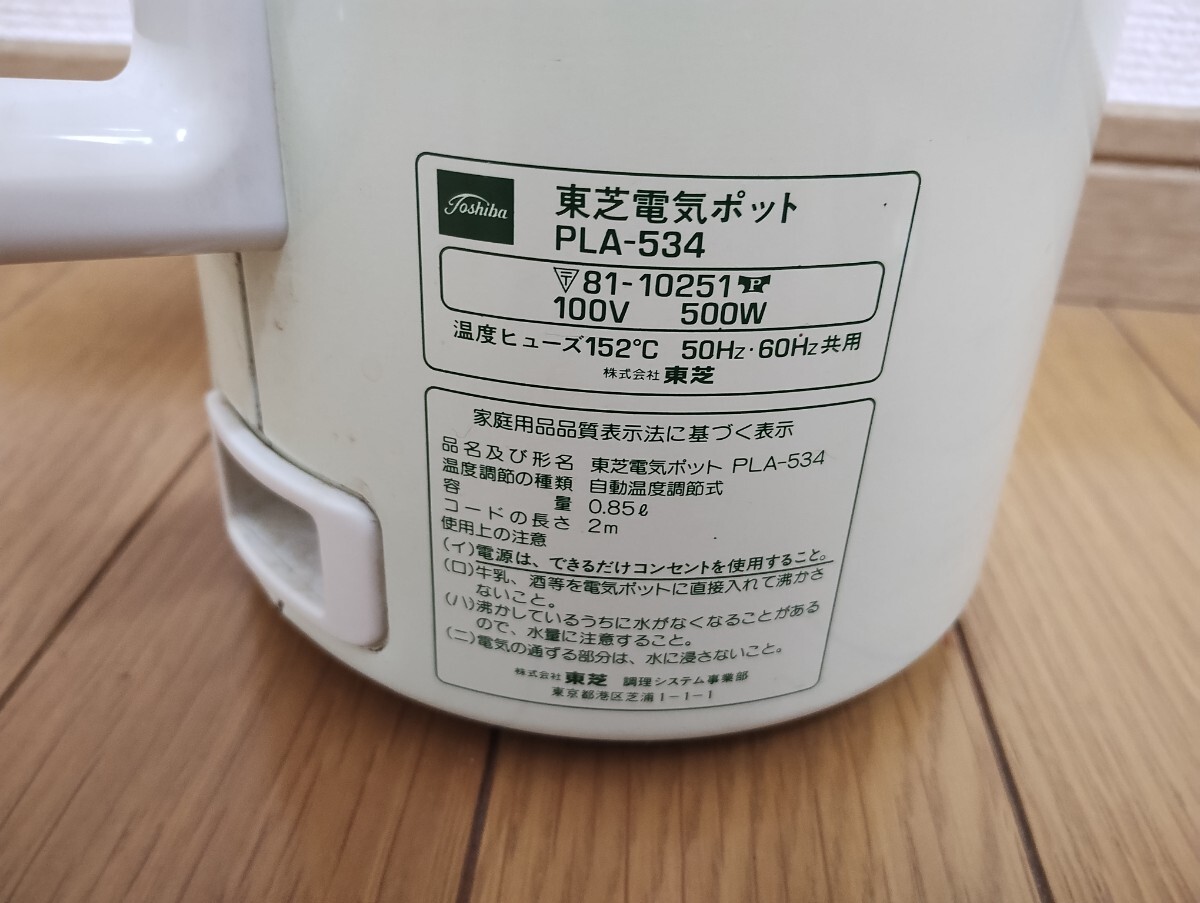 Toshiba
東芝電気ポット
PLA-534
〒81-10251 P
100V 500W
温度ヒューズ152℃ 50Hz・60Hz共用
株式会社 東芝
家庭用品品質表示法に基づく表示
品名及び形名 東芝電気ポット PLA-534
温度調節の種類 自動温度調節式
容量 0.85ℓ
コードの長さ 2m
使用上の注意
(イ)電源は、できるだけコンセントを使用すること。
(ロ)牛乳、酒等を電気ポットに直接入れて沸かさ
ないこと。
(ハ)沸かしているうちに水がなくなることがある
ので、水量に注意すること。
(ニ)電気の通ずる部分は、水に浸さないこと。
株式会社 東芝 調理システム事業部
東京都港区芝浦1-1-1